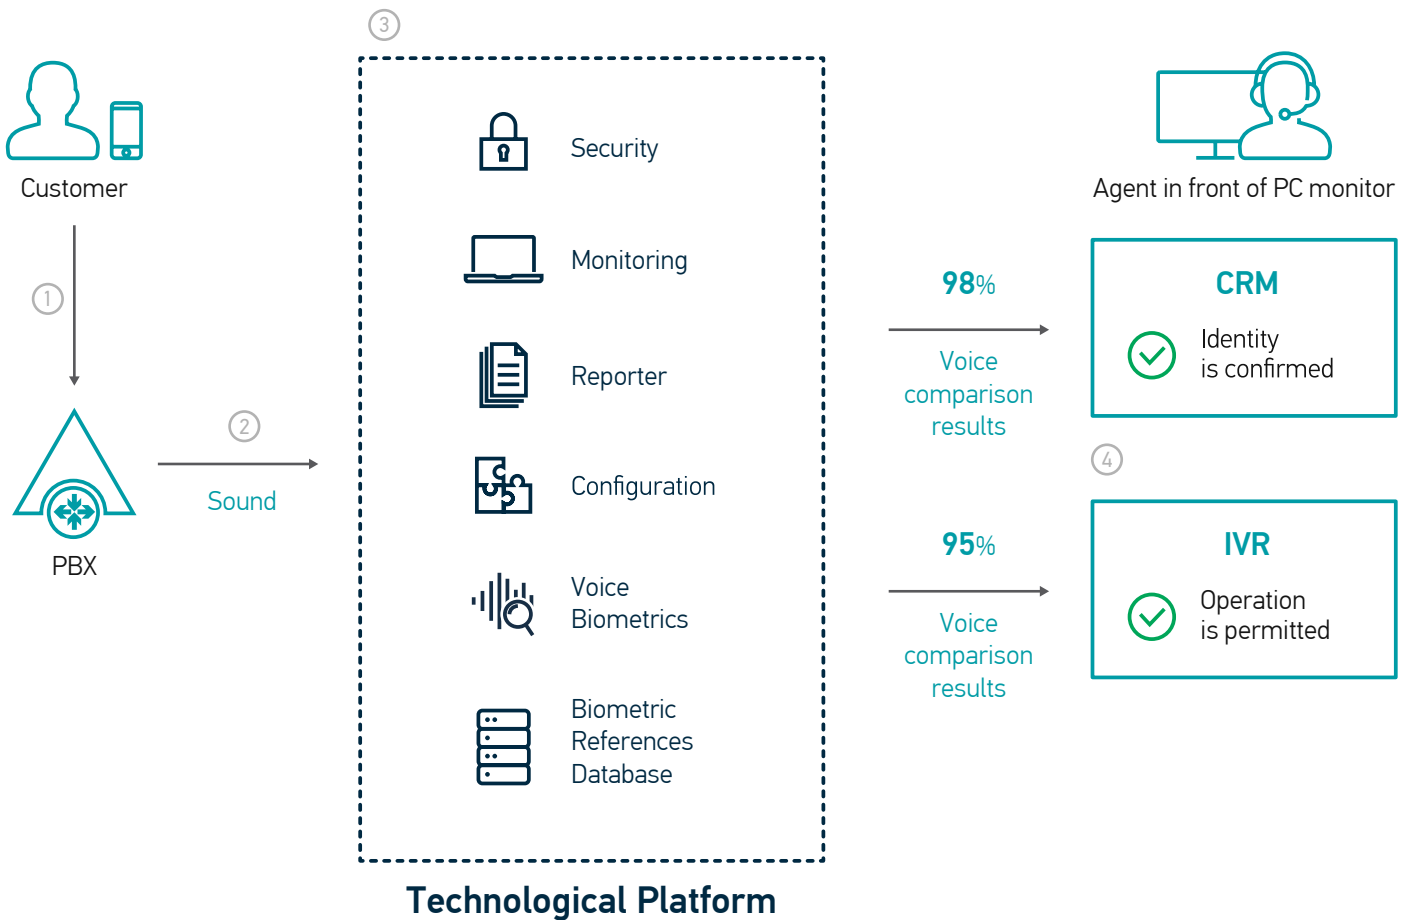 3
Customer
1
PBX
2
Sound
Security
Monitoring
Reporter
Configuration
Voice
Biometrics
Biometric
References
Database
Technological Platform
98%
Voice
comparison
results
95%
Voice
comparison
results
Agent in front of PC monitor
CRM
Identity
is confirmed
4
IVR
Operation
is permitted